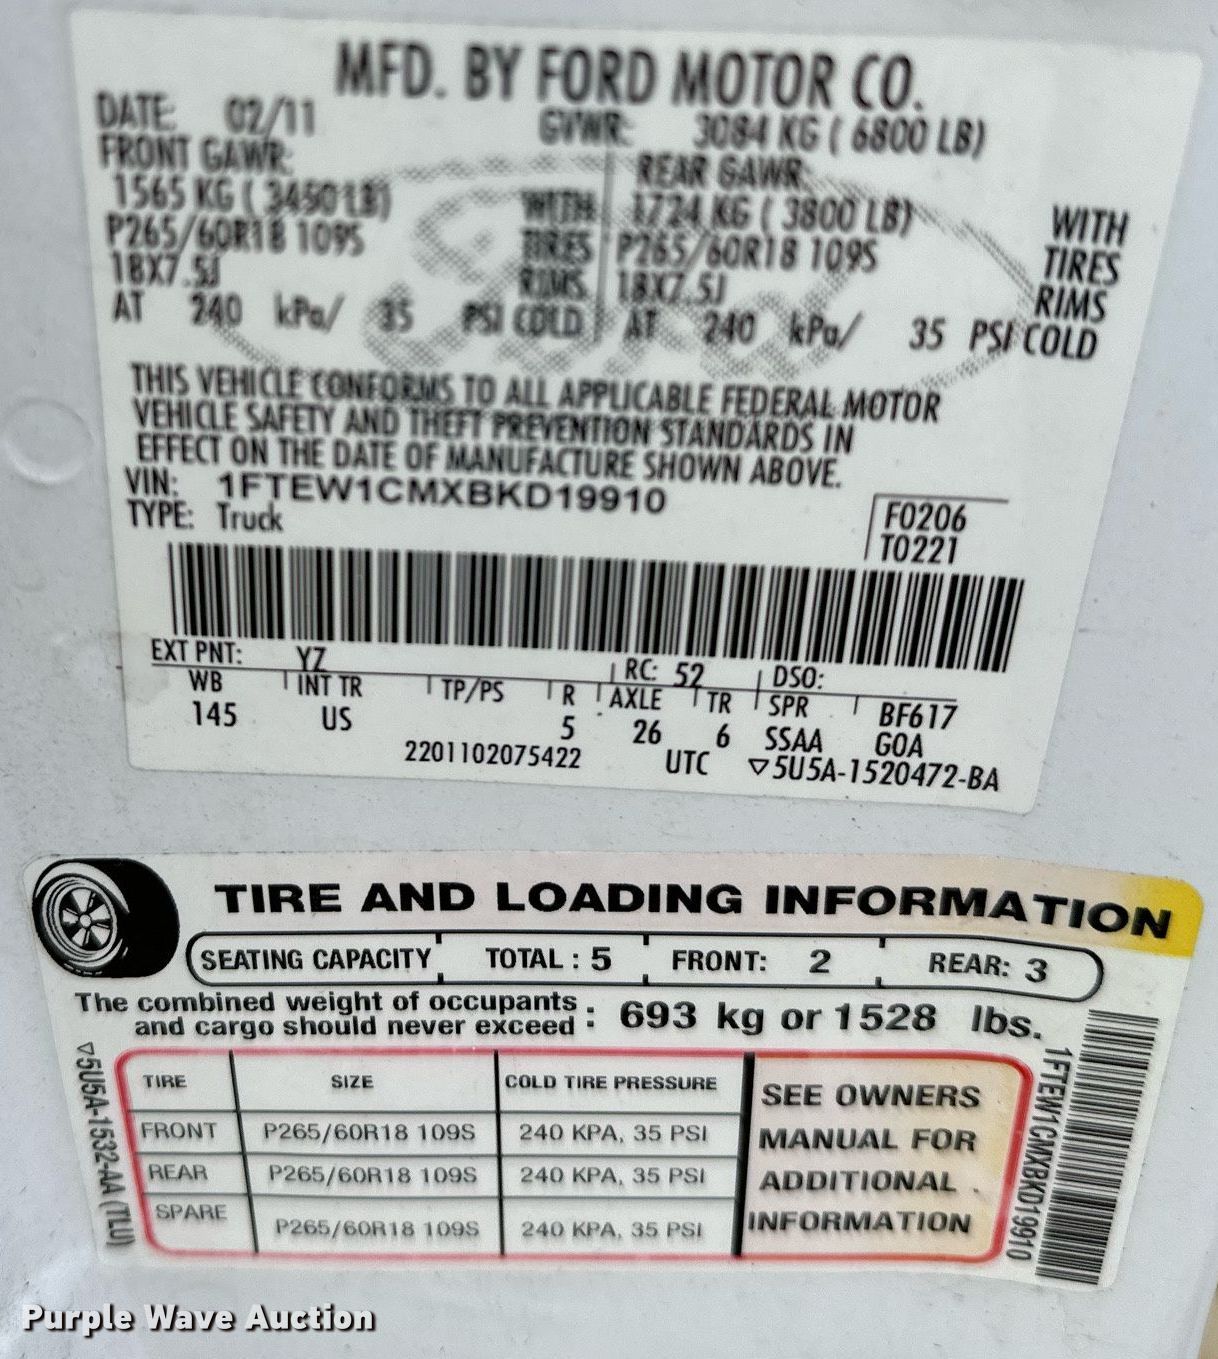 MFD. BY FORD MOTOR CO.
DATE: 02/11 GVWR: 3084 KG ( 6800 LB)
FRONT GAWR: REAR GAWR:
1565 KG ( 3450 LB) WITH 1724 KG ( 3800 LB) WITH
P265/60R18 109S TIRES P265/60R18 109S TIRES
18X7.5J RIMS 18X7.5J RIMS
AT 240 kPa/ 35 PSI COLD AT 240 kPa/ 35 PSI COLD
THIS VEHICLE CONFORMS TO ALL APPLICABLE FEDERAL MOTOR
VEHICLE SAFETY AND THEFT PREVENTION STANDARDS IN
EFFECT ON THE DATE OF MANUFACTURE SHOWN ABOVE.
VIN: 1FTEW1CMXBKD19910
TYPE: Truck
F0206
T0221
EXT PNT: YZ RC: 52 DSO:
WB INT TR TP/PS R AXLE TR SPR BF617
145 US 5 26 6 SSAA GOA
2201102075422 UTC ▽5U5A-1520472-BA
TIRE AND LOADING INFORMATION
SEATING CAPACITY TOTAL : 5 FRONT: 2 REAR: 3
The combined weight of occupants
and cargo should never exceed : 693 kg or 1528 lbs.
TIRE SIZE COLD TIRE PRESSURE
FRONT P265/60R18 109S 240 KPA, 35 PSI
REAR P265/60R18 109S 240 KPA, 35 PSI
SPARE P265/60R18 109S 240 KPA, 35 PSI
SEE OWNERS
MANUAL FOR
ADDITIONAL
INFORMATION
▽5U5A-1532-AA (TLU)
1FTEW1CMXBKD19910
Purple Wave Auction